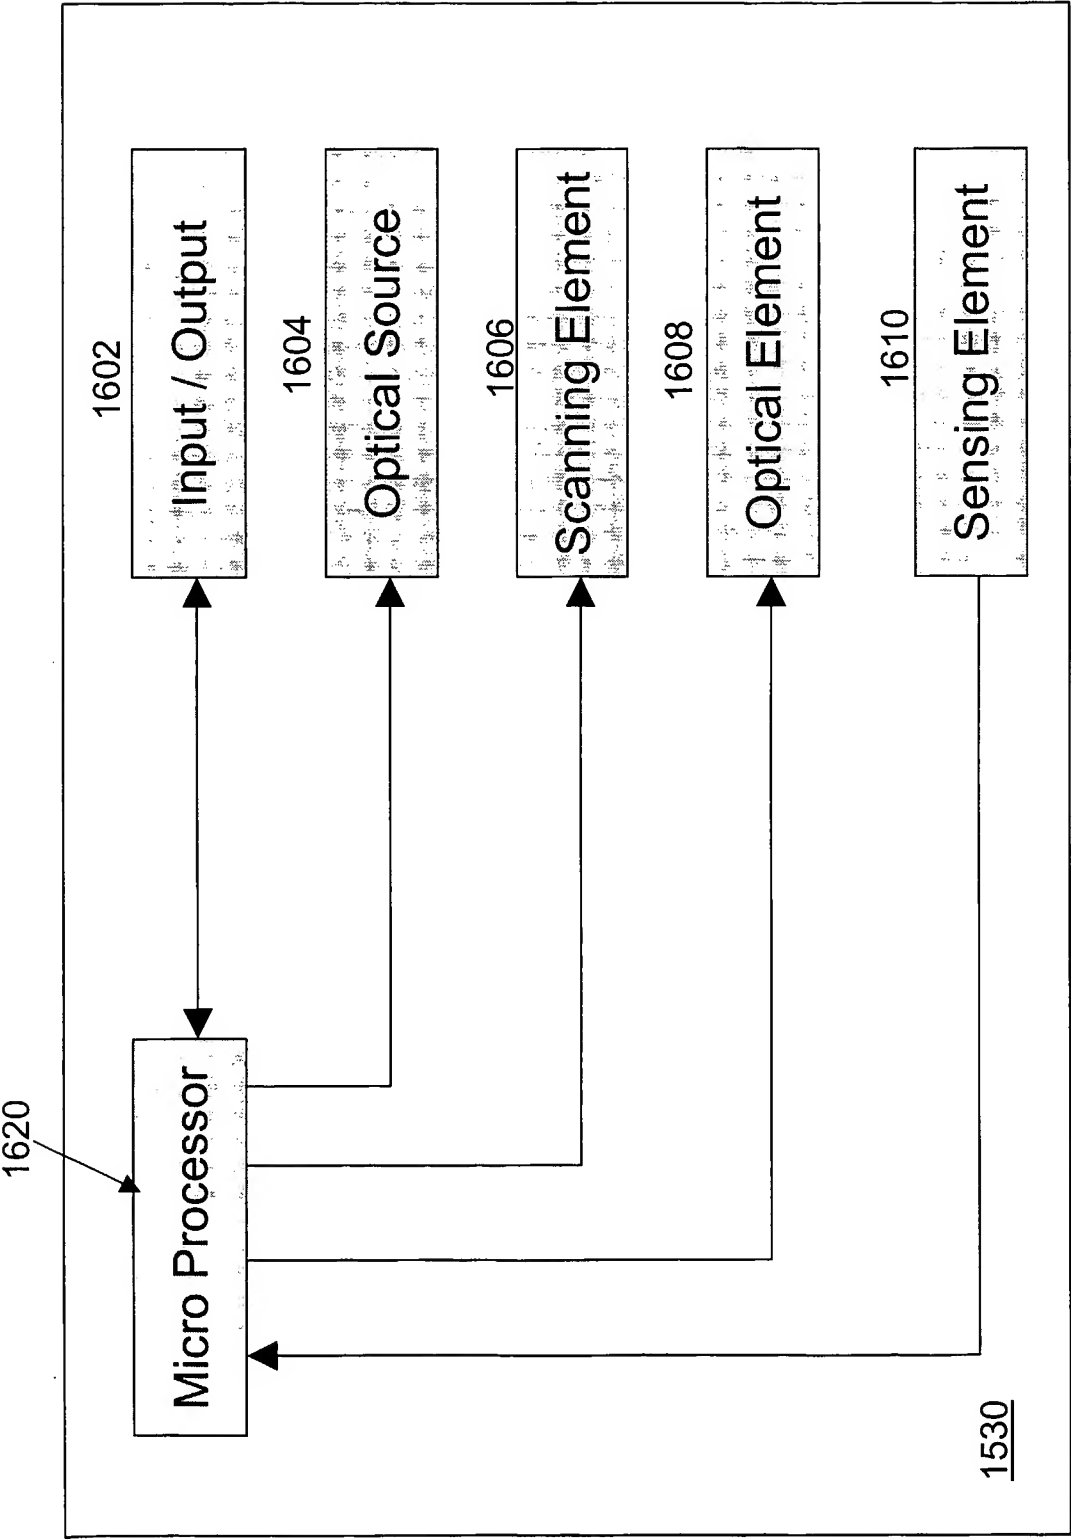 1620
Micro Processor
1602
Input / Output
1604
Optical Source
1606
Scanning Element
1608
Optical Element
1610
Sensing Element
1530